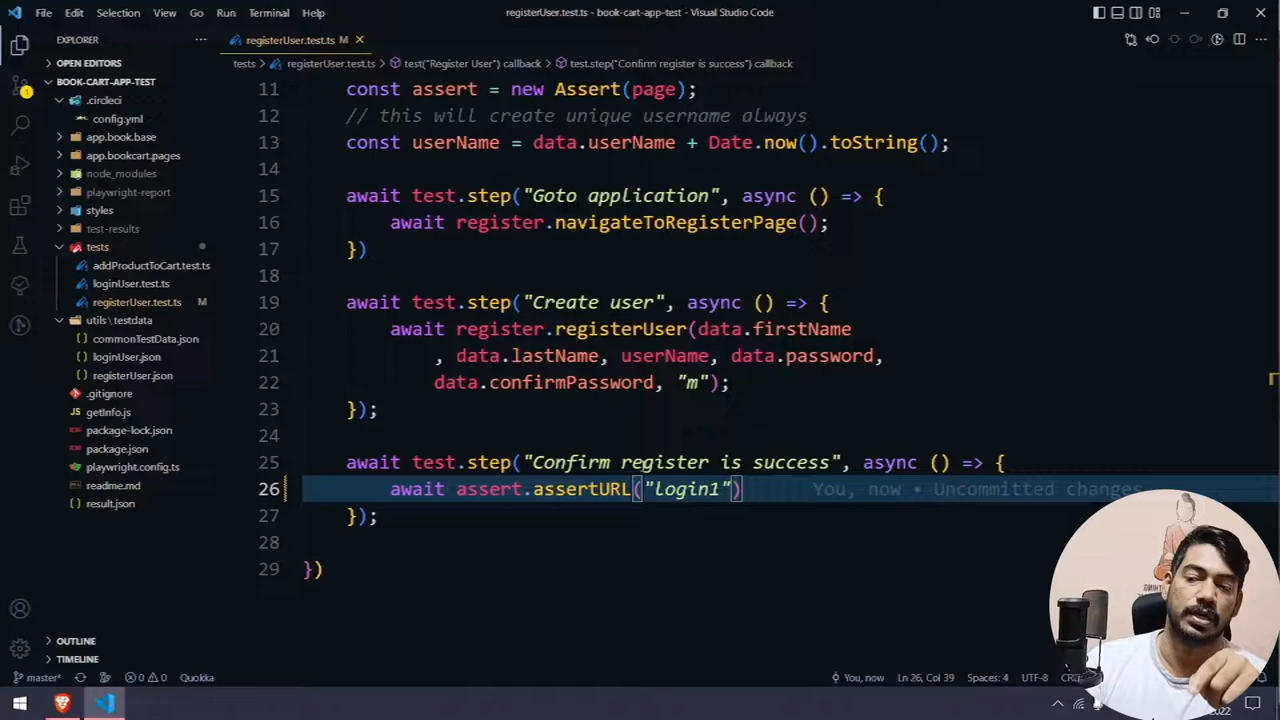 File Edit Selection View Go Run Terminal Help
registerUser.test.ts - book-cart-app-test - Visual Studio Code
EXPLORER
registerUser.test.ts M
OPEN EDITORS
tests > registerUser.test.ts > test("Register User") callback > test.step("Confirm register is success") callback
BOOK-CART-APP-TEST
.circleci
config.yml
app.book.base
app.bookcart.pages
node_modules
playwright-report
styles
test-results
tests
addProductToCart.test.ts
loginUser.test.ts
registerUser.test.ts M
utils\testdata
commonTestData.json
loginUser.json
registerUser.json
.gitignore
getInfo.js
package-lock.json
package.json
playwright.config.ts
readme.md
result.json
OUTLINE
TIMELINE
11 const assert = new Assert(page);
12 // this will create unique username always
13 const userName = data.userName + Date.now().toString();
14
15 await test.step("Goto application", async () => {
16 await register.navigateToRegisterPage();
17 })
18
19 await test.step("Create user", async () => {
20 await register.registerUser(data.firstName
21 , data.lastName, userName, data.password,
22 data.confirmPassword, "m");
23 });
24
25 await test.step("Confirm register is success", async () => {
26 await assert.assertURL("login1") You, now • Uncommitted changes
27 });
28
29 })
1
master* 0 0 Quokka
You, now Ln 26, Col 39 Spaces: 4 UTF-8
2022